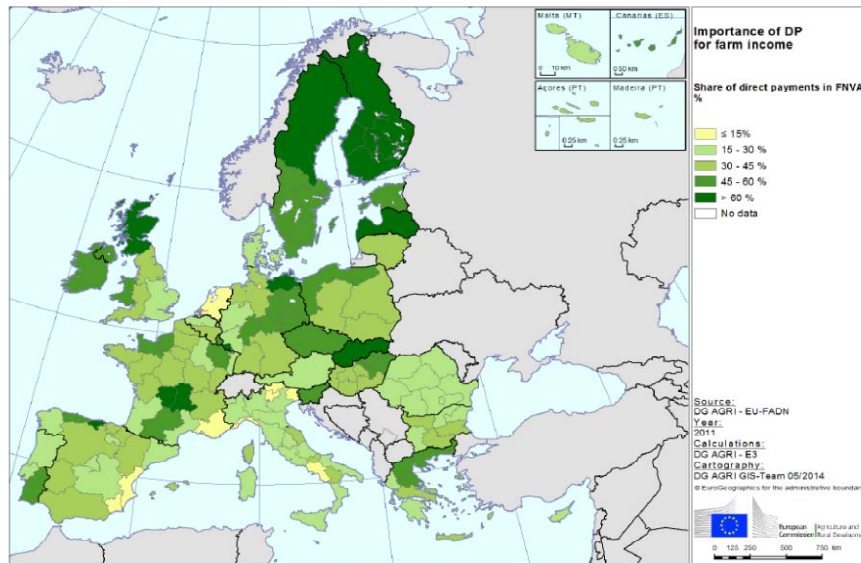 Malta (MT)
Canarias (ES)
0 10 km
0 50 km
Açores (PT)
Madeira (PT)
0 25 km
0 25 km
Importance of DP
for farm income
Share of direct payments in FNVA
%
≤ 15%
15 - 30 %
30 - 45%
45 - 60 %
> 60 %
No data
Source:
DG AGRI - EU-FADN
Year:
2011
Calculations:
DG AGRI - E3
Cartography:
DG AGRI GIS-Team 05/2014
© EuroGeographics for the administrative boundar
European
Commission
Agriculture and
Rural Developme
0 125 250 500 750 km